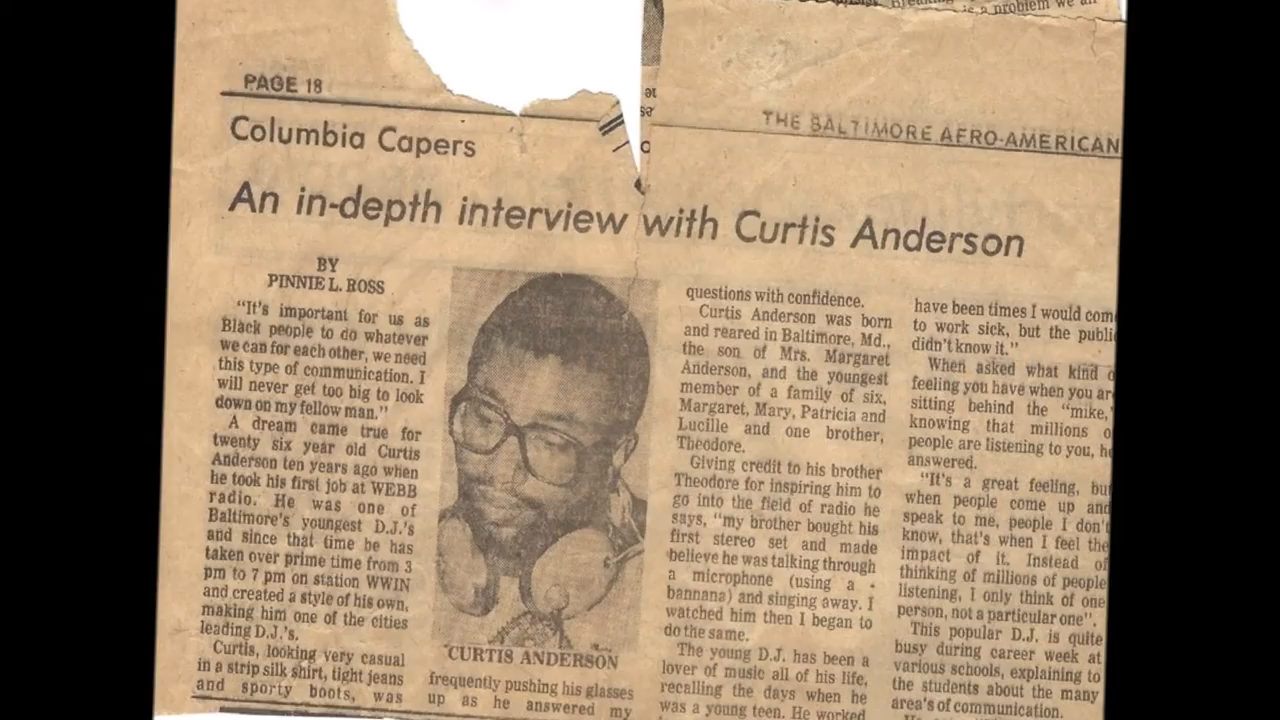 is a problem we all
PAGE 18
THE BALTIMORE AFRO-AMERICAN
Columbia Capers
An in-depth interview with Curtis Anderson
BY
PINNIE L. ROSS
"It's important for us as
Black people to do whatever
we can for each other, we need
this type of communication. I
will never get too big to look
down on my fellow man."
A dream came true for
twenty six year old Curtis
Anderson ten years ago when
he took his first job at WEBB
radio. He was one of
Baltimore's youngest D.J.'s
and since that time be has
taken over prime time from 3
pm to 7 pm on station WWIN
and created a style of his own,
making him one of the cities
leading D.J.'s.
Curtis, looking very casual
in a strip silk shirt, tight jeans
and sporty boots, was
CURTIS ANDERSON
frequently pushing his glasses
up as he answered my
questions with confidence.
Curtis Anderson was born
and reared in Baltimore, Md.,
the son of Mrs. Margaret
Anderson, and the youngest
member of a family of six,
Margaret, Mary, Patricia and
Lucille and one brother,
Theodore.
Giving credit to his brother
Theodore for inspiring him to
go into the field of radio he
says, "my brother bought his
first stereo set and made
believe he was talking through
a microphone (using a
bannana) and singing away. I
watched him then I began to
do the same.
The young D.J. has been a
lover of music all of his life,
recalling the days when he
was a young teen. He worked
have been times I would com
to work sick, but the publi
didn't know it."
When asked what kind o
feeling you have when you ar
sitting behind the "mike,"
knowing that millions o
people are listening to you, he
answered.
"It's a great feeling, but
when people come up and
speak to me, people I don't
know, that's when I feel the
impact of it. Instead of
thinking of millions of people
listening, I only think of one
person, not a particular one".
This popular D.J. is quite
busy during career week at
various schools, explaining to
the students about the many
area's of communication.